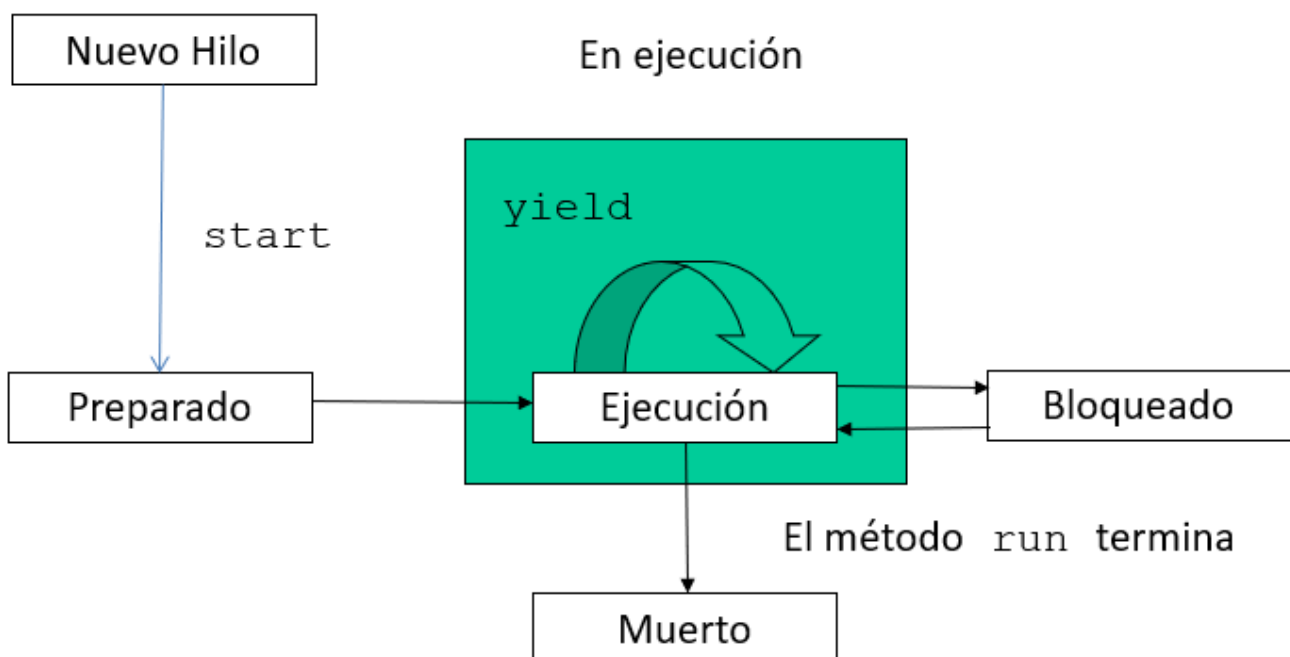 Nuevo Hilo
En ejecución
yield
start
Preparado
Ejecución
Bloqueado
El método run termina
Muerto